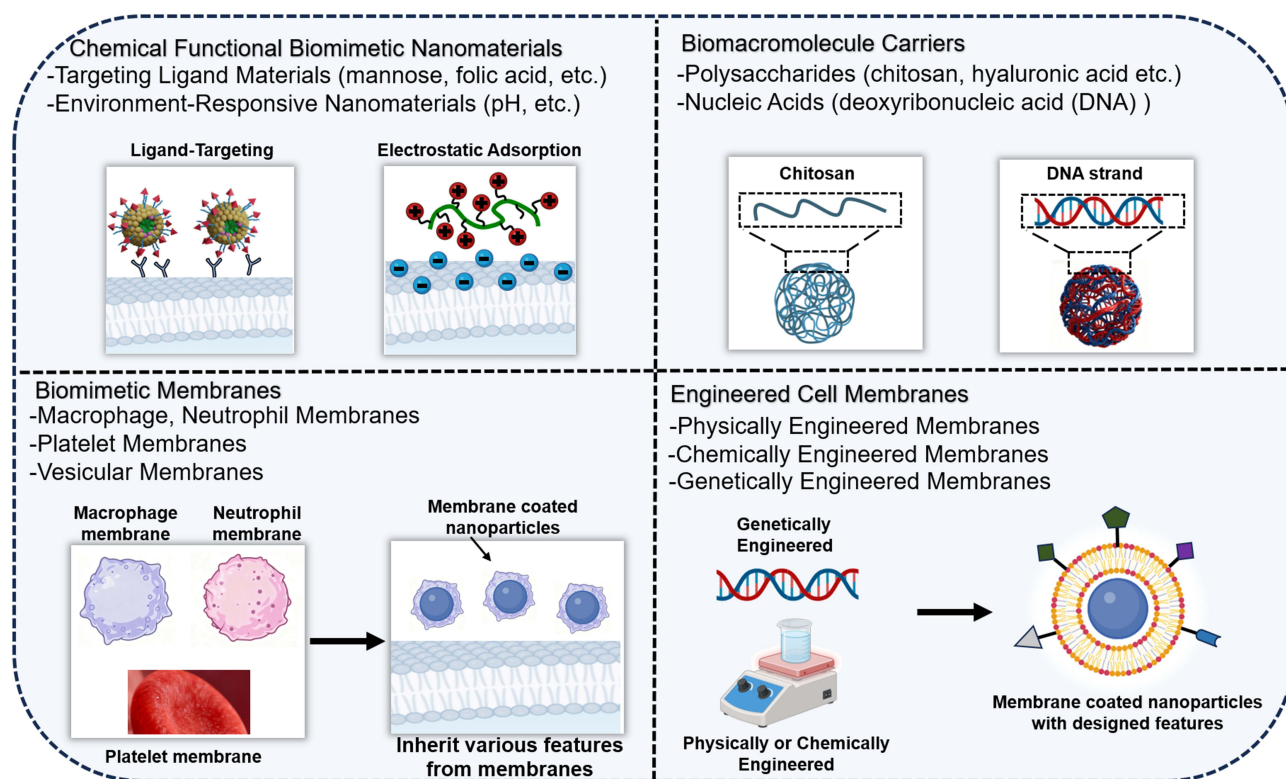 Chemical Functional Biomimetic Nanomaterials
-Targeting Ligand Materials (mannose, folic acid, etc.)
-Environment-Responsive Nanomaterials (pH, etc.)
Ligand-Targeting
Electrostatic Adsorption
Biomacromolecule Carriers
-Polysaccharides (chitosan, hyaluronic acid etc.)
-Nucleic Acids (deoxyribonucleic acid (DNA) )
Chitosan
DNA strand
Biomimetic Membranes
-Macrophage, Neutrophil Membranes
-Platelet Membranes
-Vesicular Membranes
Macrophage
membrane
Neutrophil
membrane
Platelet membrane
Membrane coated
nanoparticles
Inherit various features
from membranes
Engineered Cell Membranes
-Physically Engineered Membranes
-Chemically Engineered Membranes
-Genetically Engineered Membranes
Genetically
Engineered
Physically or Chemically
Engineered
Membrane coated nanoparticles
with designed features